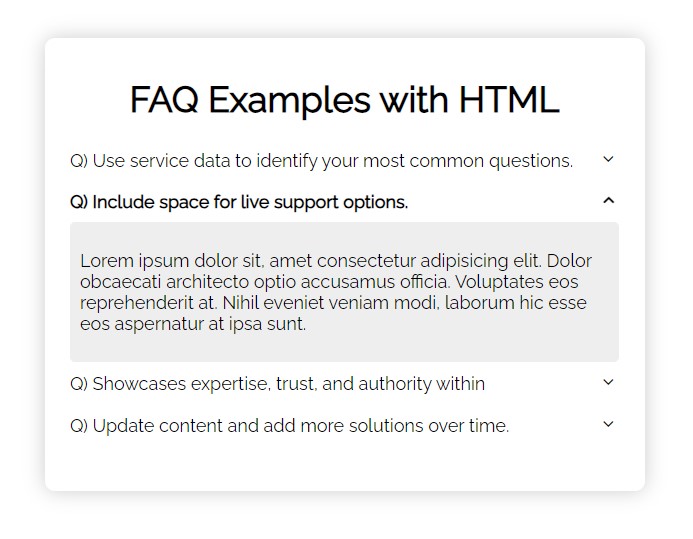 FAQ Examples with HTML
Q) Use service data to identify your most common questions.
Q) Include space for live support options.
Lorem ipsum dolor sit, amet consectetur adipisicing elit. Dolor
obcaecati architecto optio accusamus officia. Voluptates eos
reprehenderit at. Nihil eveniet veniam modi, laborum hic esse
eos aspernatur at ipsa sunt.
Q) Showcases expertise, trust, and authority within
Q) Update content and add more solutions over time.